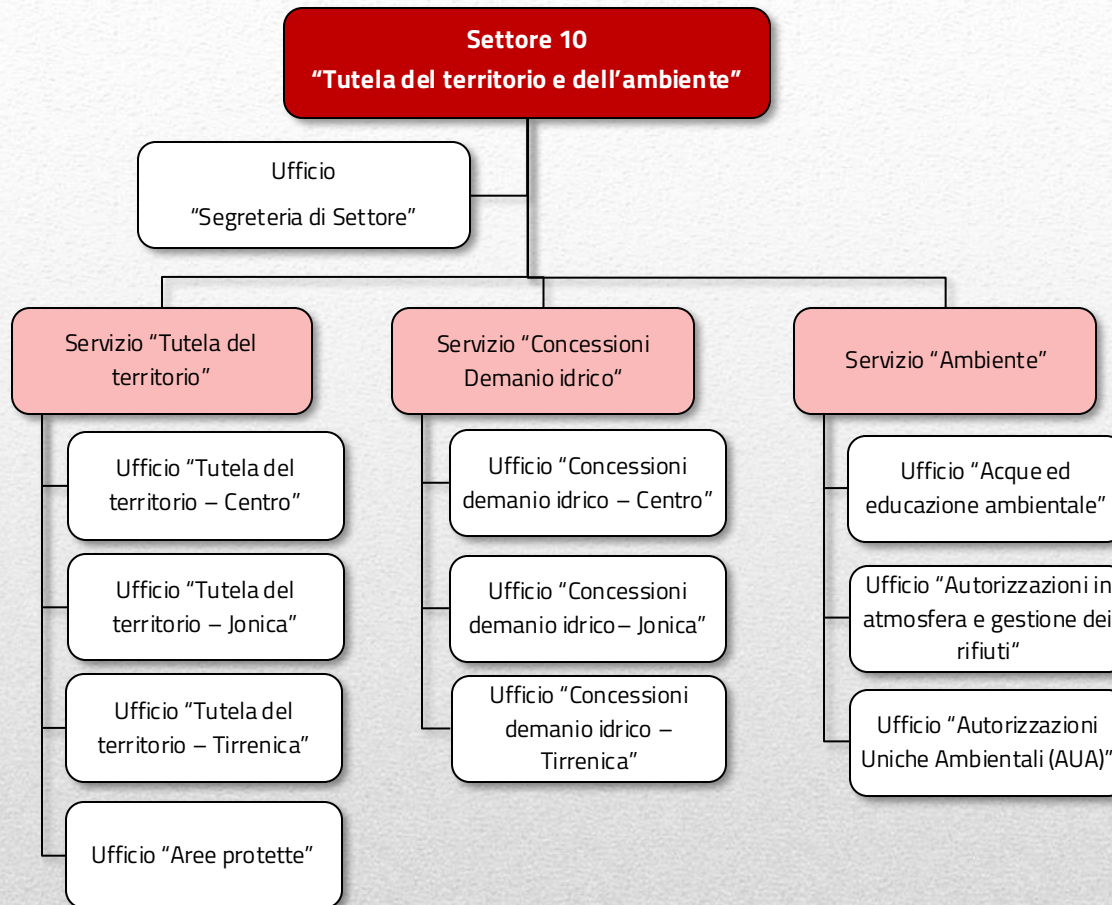 Settore 10
“Tutela del territorio e dell’ambiente”
Ufficio
“Segreteria di Settore”
Servizio “Tutela del
territorio”
Ufficio “Tutela del
territorio – Centro”
Ufficio “Tutela del
territorio – Jonica”
Ufficio “Tutela del
territorio – Tirrenica”
Ufficio “Aree protette”
Servizio “Concessioni
Demanio idrico“
Ufficio “Concessioni
demanio idrico – Centro”
Ufficio “Concessioni
demanio idrico– Jonica”
Ufficio “Concessioni
demanio idrico –
Tirrenica”
Servizio “Ambiente”
Ufficio “Acque ed
educazione ambientale”
Ufficio “Autorizzazioni in
atmosfera e gestione dei
rifiuti“
Ufficio “Autorizzazioni
Uniche Ambientali (AUA)”